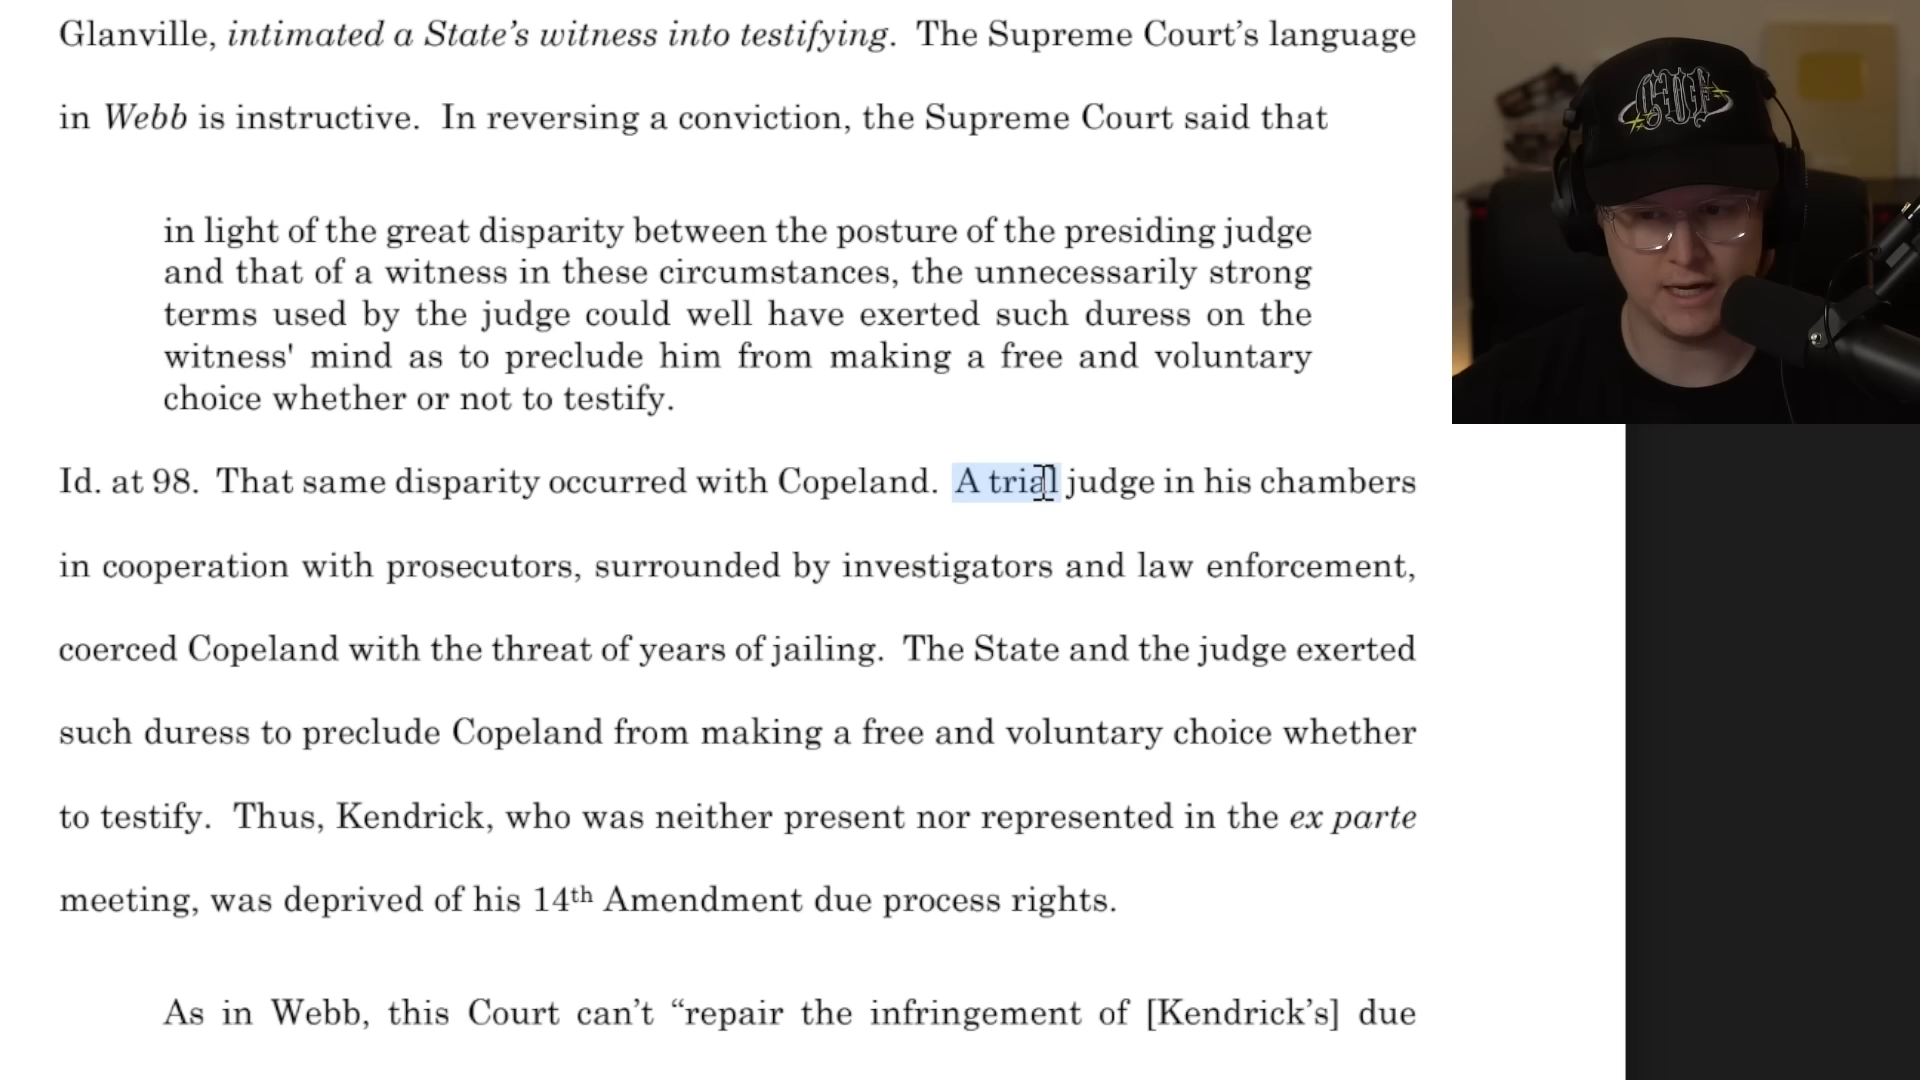 Glanville, intimated a State’s witness into testifying. The Supreme Court’s language
in Webb is instructive. In reversing a conviction, the Supreme Court said that
in light of the great disparity between the posture of the presiding judge
and that of a witness in these circumstances, the unnecessarily strong
terms used by the judge could well have exerted such duress on the
witness' mind as to preclude him from making a free and voluntary
choice whether or not to testify.
Id. at 98. That same disparity occurred with Copeland. A trial judge in his chambers
in cooperation with prosecutors, surrounded by investigators and law enforcement,
coerced Copeland with the threat of years of jailing. The State and the judge exerted
such duress to preclude Copeland from making a free and voluntary choice whether
to testify. Thus, Kendrick, who was neither present nor represented in the ex parte
meeting, was deprived of his 14th Amendment due process rights.
As in Webb, this Court can’t “repair the infringement of [Kendrick’s] due